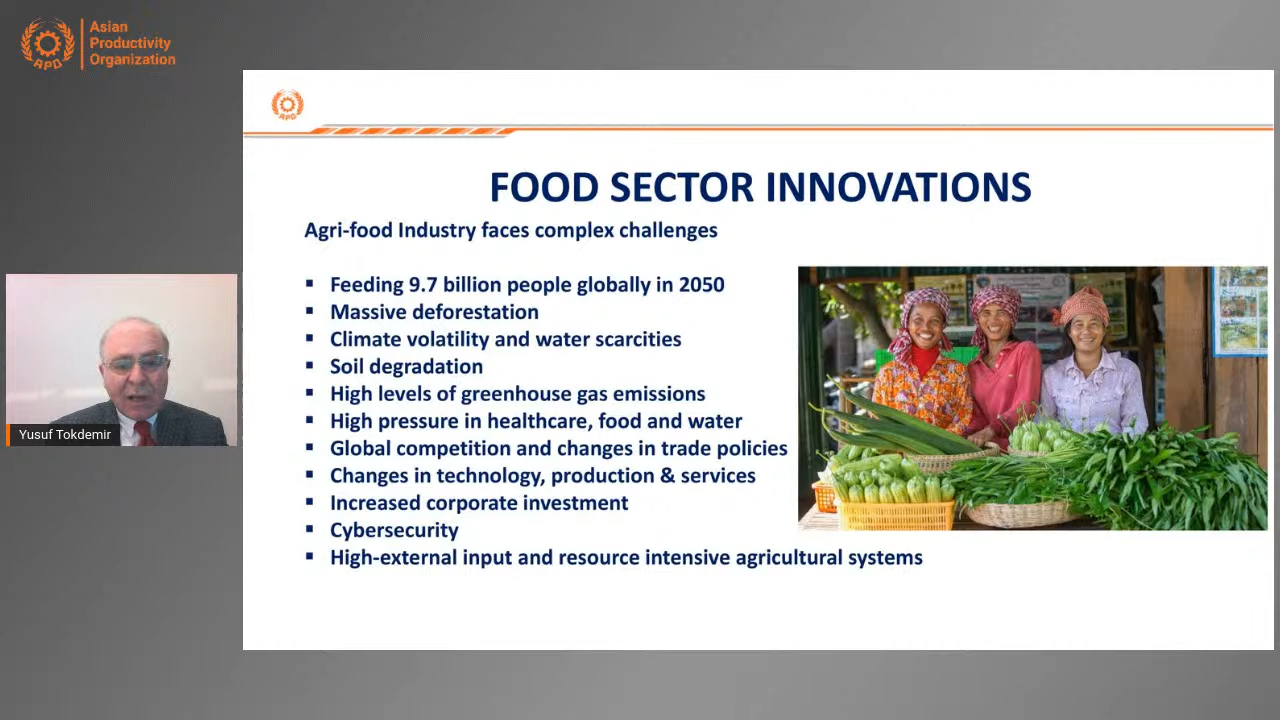 Asian
Productivity
Organization
APO
APO
FOOD SECTOR INNOVATIONS
Agri-food Industry faces complex challenges
▪ Feeding 9.7 billion people globally in 2050
▪ Massive deforestation
▪ Climate volatility and water scarcities
▪ Soil degradation
▪ High levels of greenhouse gas emissions
▪ High pressure in healthcare, food and water
▪ Global competition and changes in trade policies
▪ Changes in technology, production & services
▪ Increased corporate investment
▪ Cybersecurity
▪ High-external input and resource intensive agricultural systems
Yusuf Tokdemir